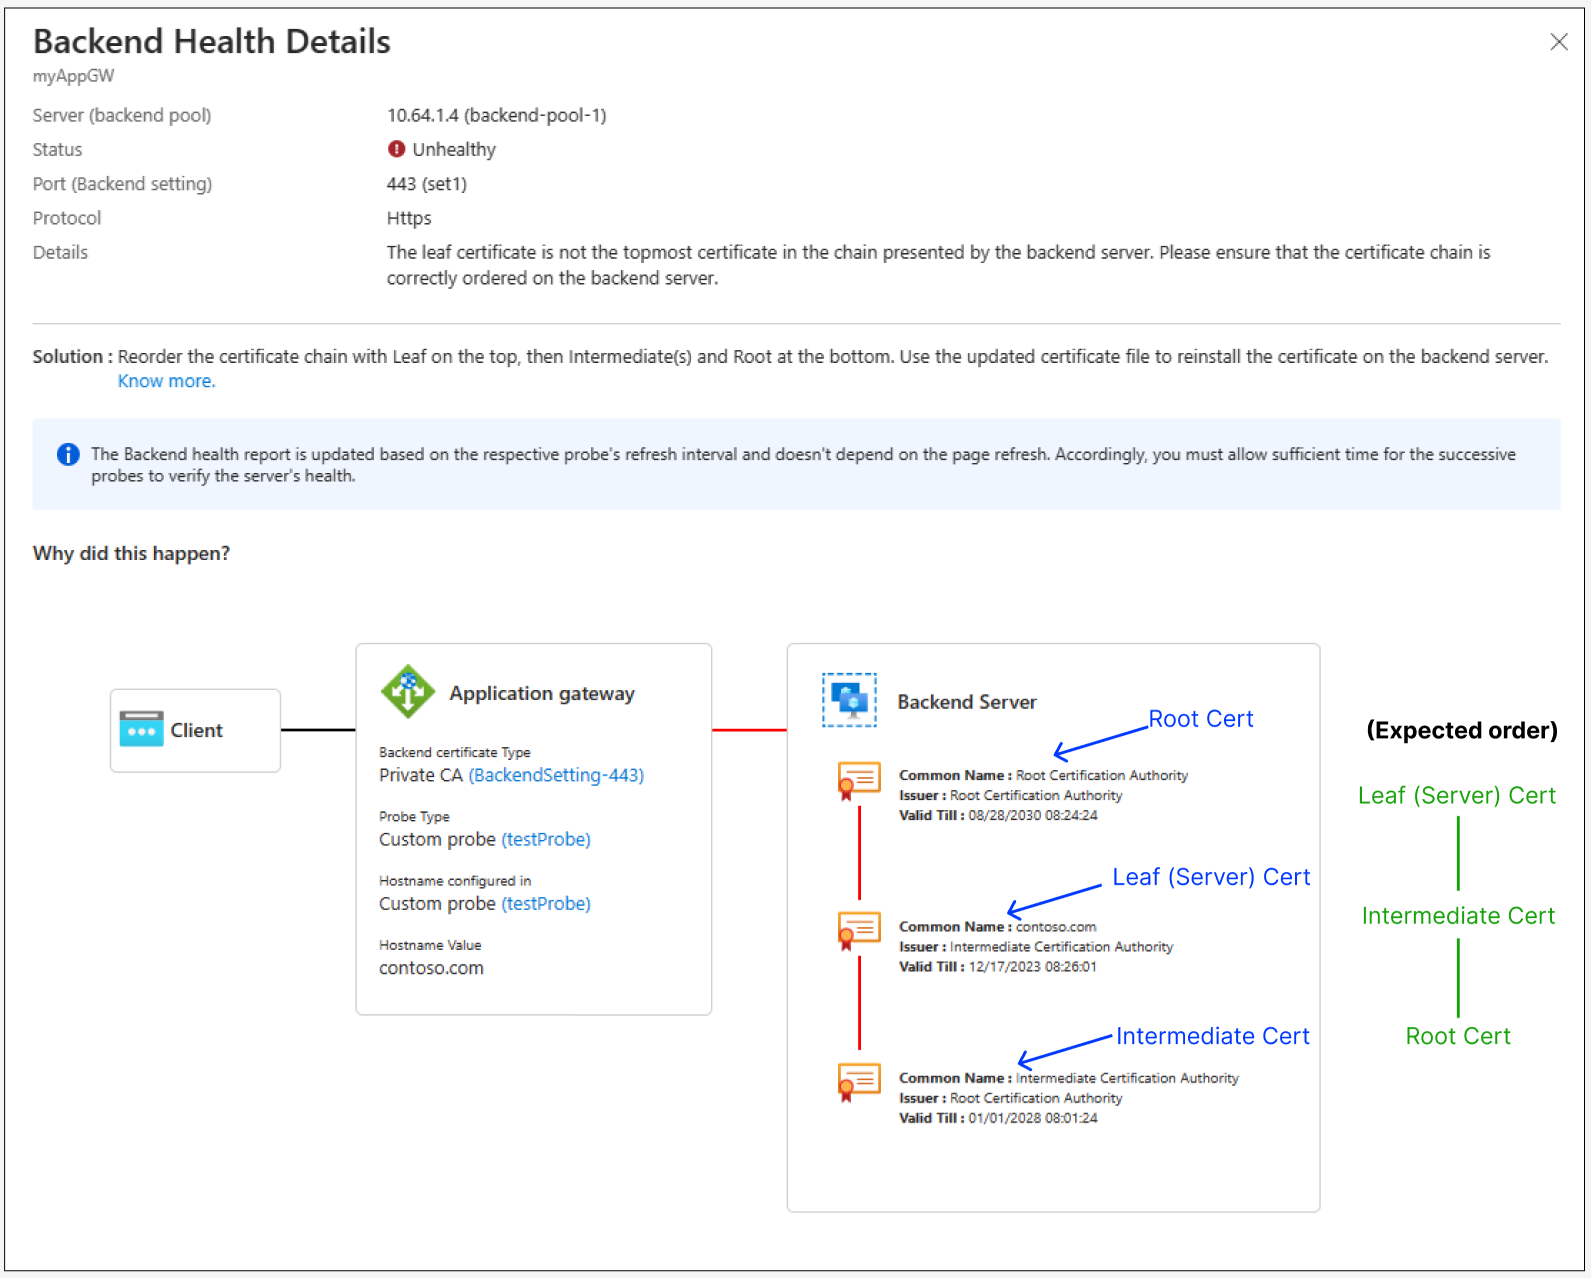 Backend Health Details
myAppGW
Server (backend pool) 10.64.1.4 (backend-pool-1)
Status Unhealthy
Port (Backend setting) 443 (set1)
Protocol Https
Details The leaf certificate is not the topmost certificate in the chain presented by the backend server. Please ensure that the certificate chain is
correctly ordered on the backend server.
Solution : Reorder the certificate chain with Leaf on the top, then Intermediate(s) and Root at the bottom. Use the updated certificate file to reinstall the certificate on the backend server.
Know more.
The Backend health report is updated based on the respective probe's refresh interval and doesn't depend on the page refresh. Accordingly, you must allow sufficient time for the successive
probes to verify the server's health.
Why did this happen?
Client
Application gateway
Backend certificate Type
Private CA (BackendSetting-443)
Probe Type
Custom probe (testProbe)
Hostname configured in
Custom probe (testProbe)
Hostname Value
contoso.com
Backend Server
Root Cert
Common Name : Root Certification Authority
Issuer : Root Certification Authority
Valid Till : 08/28/2030 08:24:24
Leaf (Server) Cert
Common Name : contoso.com
Issuer : Intermediate Certification Authority
Valid Till : 12/17/2023 08:26:01
Intermediate Cert
Common Name : Intermediate Certification Authority
Issuer : Root Certification Authority
Valid Till : 01/01/2028 08:01:24
(Expected order)
Leaf (Server) Cert
Intermediate Cert
Root Cert